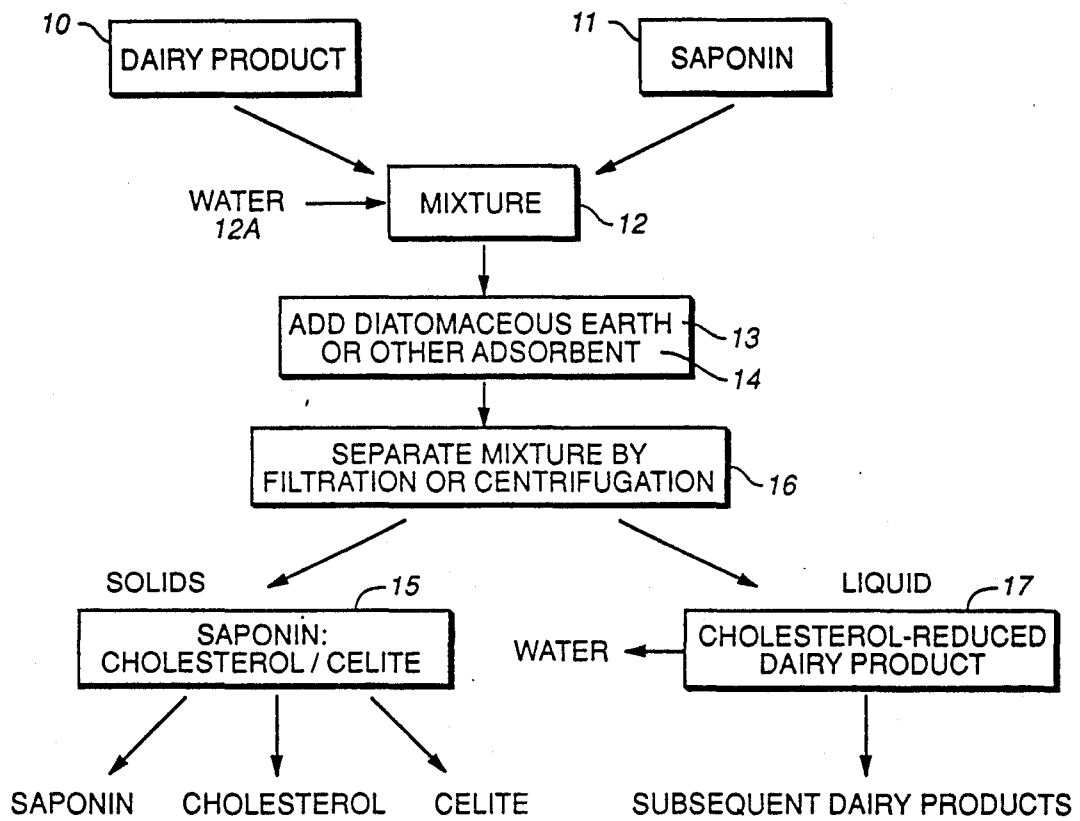 10
DAIRY PRODUCT
11
SAPONIN
WATER
12A
MIXTURE
12
ADD DIATOMACEOUS EARTH
13
OR OTHER ADSORBENT
14
SEPARATE MIXTURE BY
FILTRATION OR CENTRIFUGATION
16
SOLIDS
15
SAPONIN:
CHOLESTEROL / CELITE
LIQUID
17
CHOLESTEROL-REDUCED
DAIRY PRODUCT
WATER
SAPONIN
CHOLESTEROL
CELITE
SUBSEQUENT DAIRY PRODUCTS